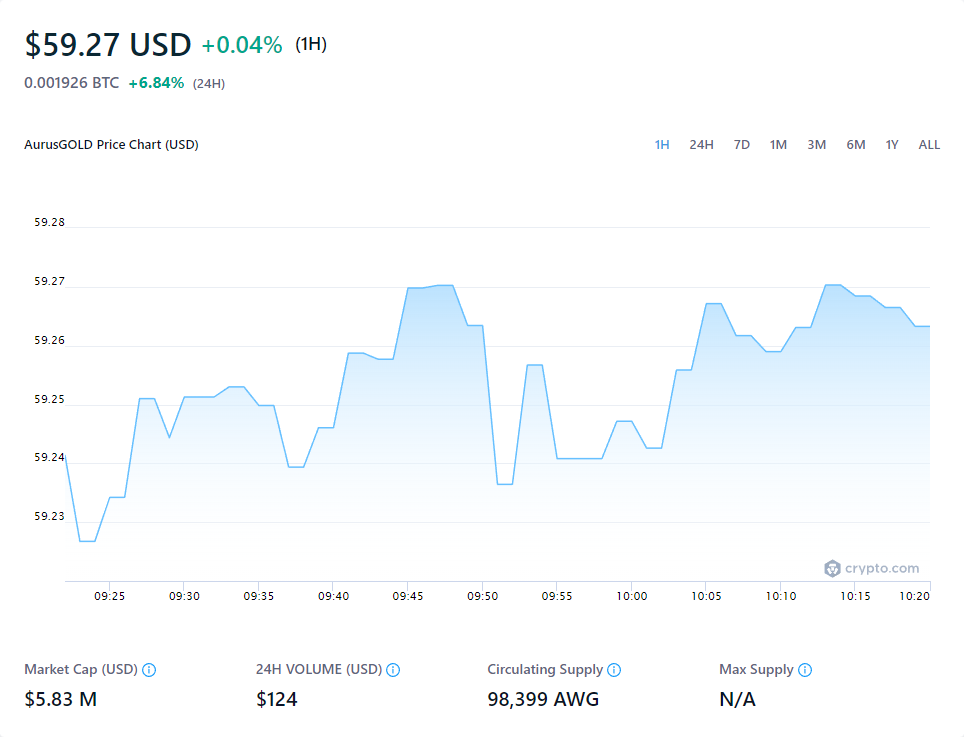 $59.27 USD +0.04% (1H)
0.001926 BTC +6.84% (24H)
AurusGOLD Price Chart (USD)
1H 24H 7D 1M 3M 6M 1Y ALL
59.28
59.27
59.26
59.25
59.24
59.23
crypto.com
09:25 09:30 09:35 09:40 09:45 09:50 09:55 10:00 10:05 10:10 10:15 10:20
Market Cap (USD) 24H VOLUME (USD) Circulating Supply Max Supply
$5.83 M $124 98,399 AWG N/A